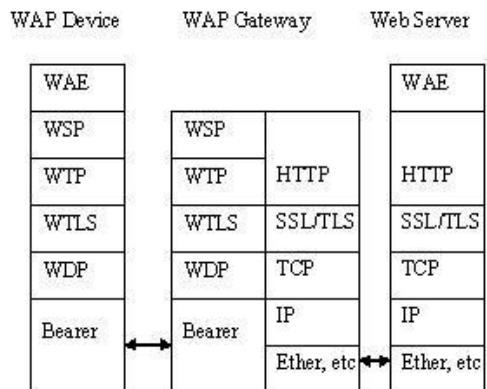 WAP Device WAP Gateway Web Server
WAE WAE
WSP WSP
WTP WTP HTTP HTTP
WTLS WTLS SSL/TLS SSL/TLS
WDP WDP TCP TCP
IP IP
Bearer Bearer
Ether, etc Ether, etc